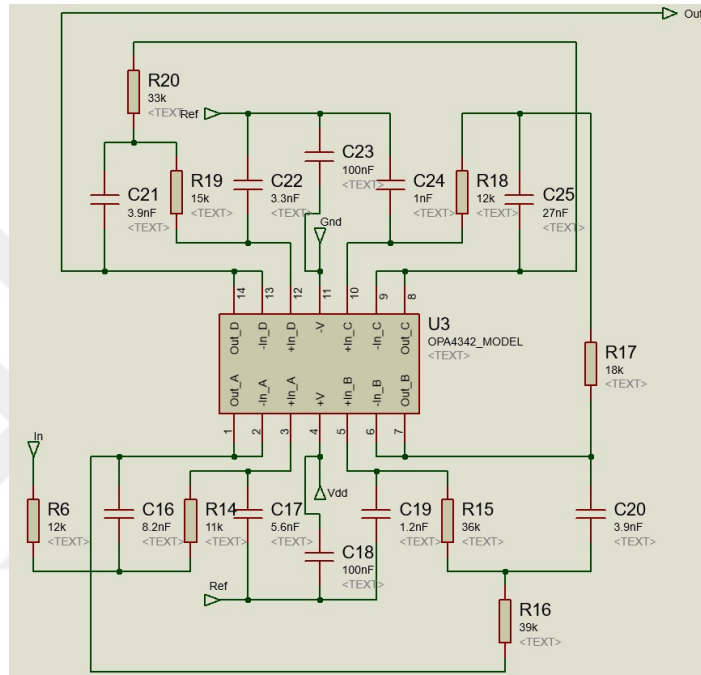 Out
R20
33k
<TEXT>
Ref
C23
100nF
<TEXT>
C21
3.9nF
<TEXT>
R19
15k
<TEXT>
C22
3.3nF
<TEXT>
C24
1nF
<TEXT>
R18
12k
<TEXT>
C25
27nF
<TEXT>
Gnd
14
13
12
11
10
9
8
Out_D
-In_D
+In_D
-V
+In_C
-In_C
Out_C
U3
OPA4342_MODEL
<TEXT>
Out_A
-In_A
+In_A
+V
+In_B
-In_B
Out_B
1
2
3
4
5
6
7
R17
18k
<TEXT>
In
Vdd
R6
12k
<TEXT>
C16
8.2nF
<TEXT>
R14
11k
<TEXT>
C17
5.6nF
<TEXT>
C18
100nF
<TEXT>
C19
1.2nF
<TEXT>
R15
36k
<TEXT>
C20
3.9nF
<TEXT>
Ref
R16
39k
<TEXT>